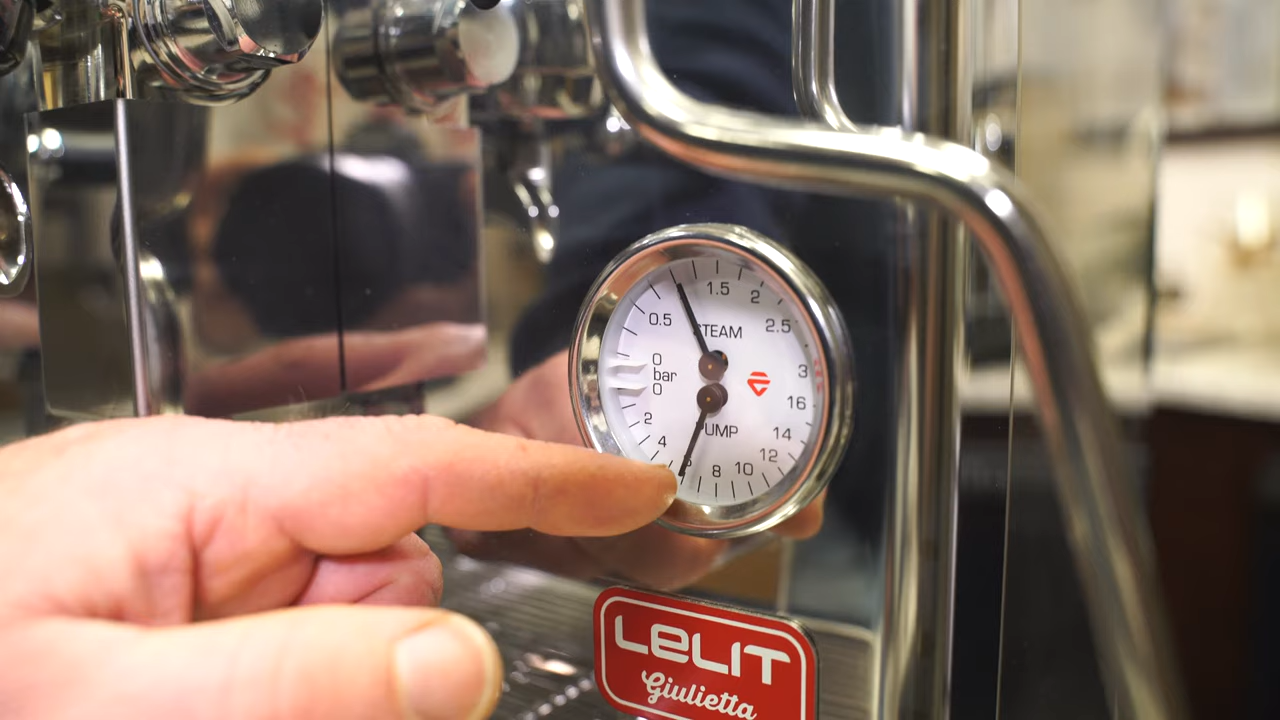 1.5 2
0.5 2.5
STEAM
0 3
bar
0 16
2 14
PUMP
4 12
8 10
LELIT
Giulietta